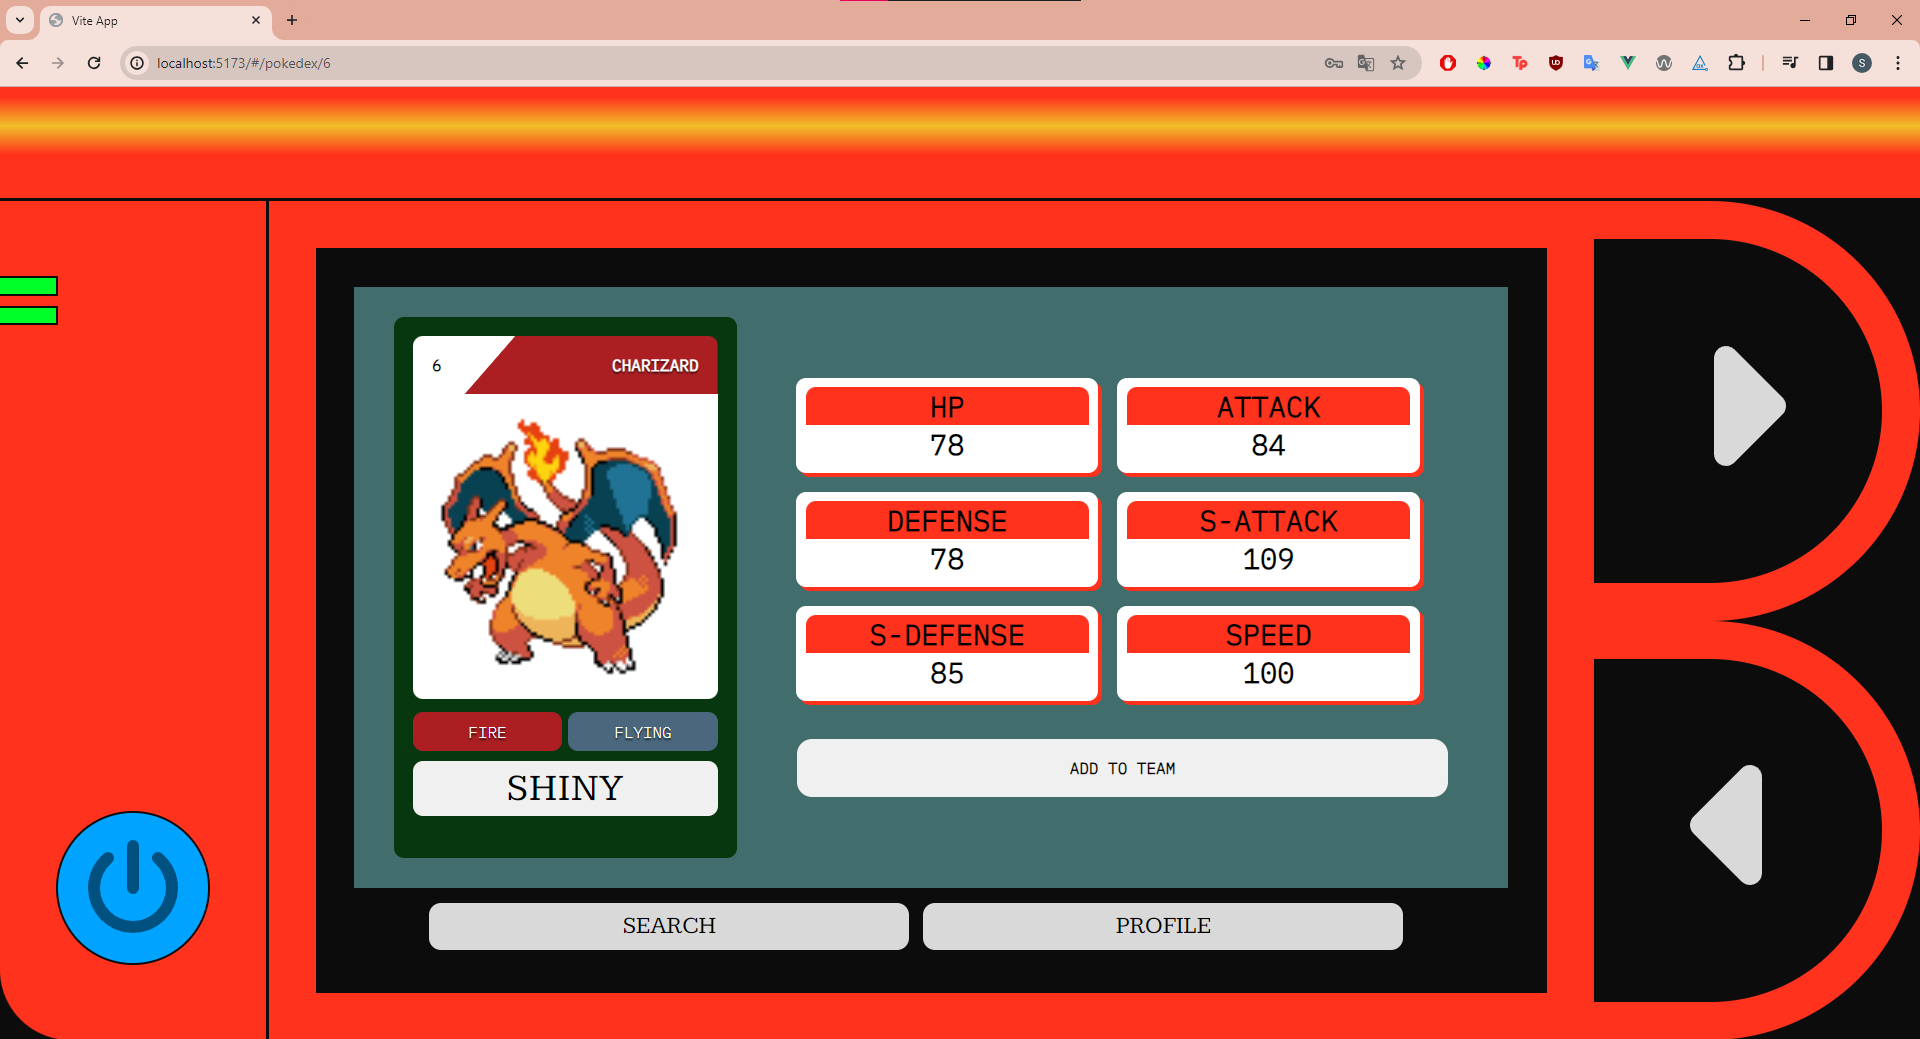 Vite App
localhost:5173/#/pokedex/6
S
6
CHARIZARD
FIRE
FLYING
SHINY
HP
78
ATTACK
84
DEFENSE
78
S-ATTACK
109
S-DEFENSE
85
SPEED
100
ADD TO TEAM
SEARCH
PROFILE